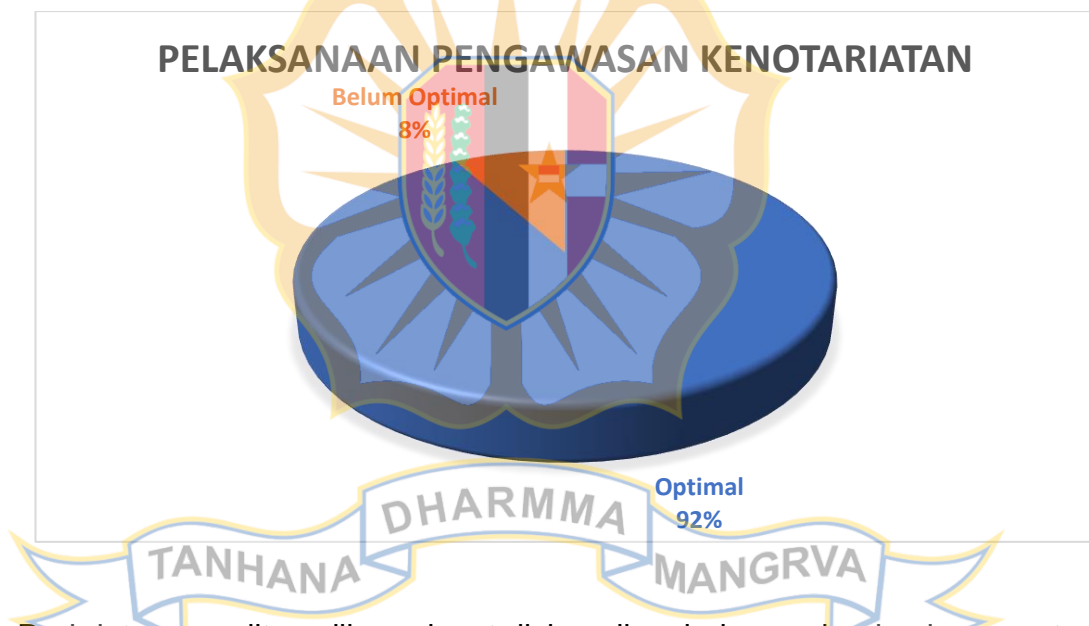 PELAKSANAAN PENGAWASAN KENOTARIATAN
Belum Optimal
8%
Optimal
92%
TANHANA DHARMMA MANGRVA